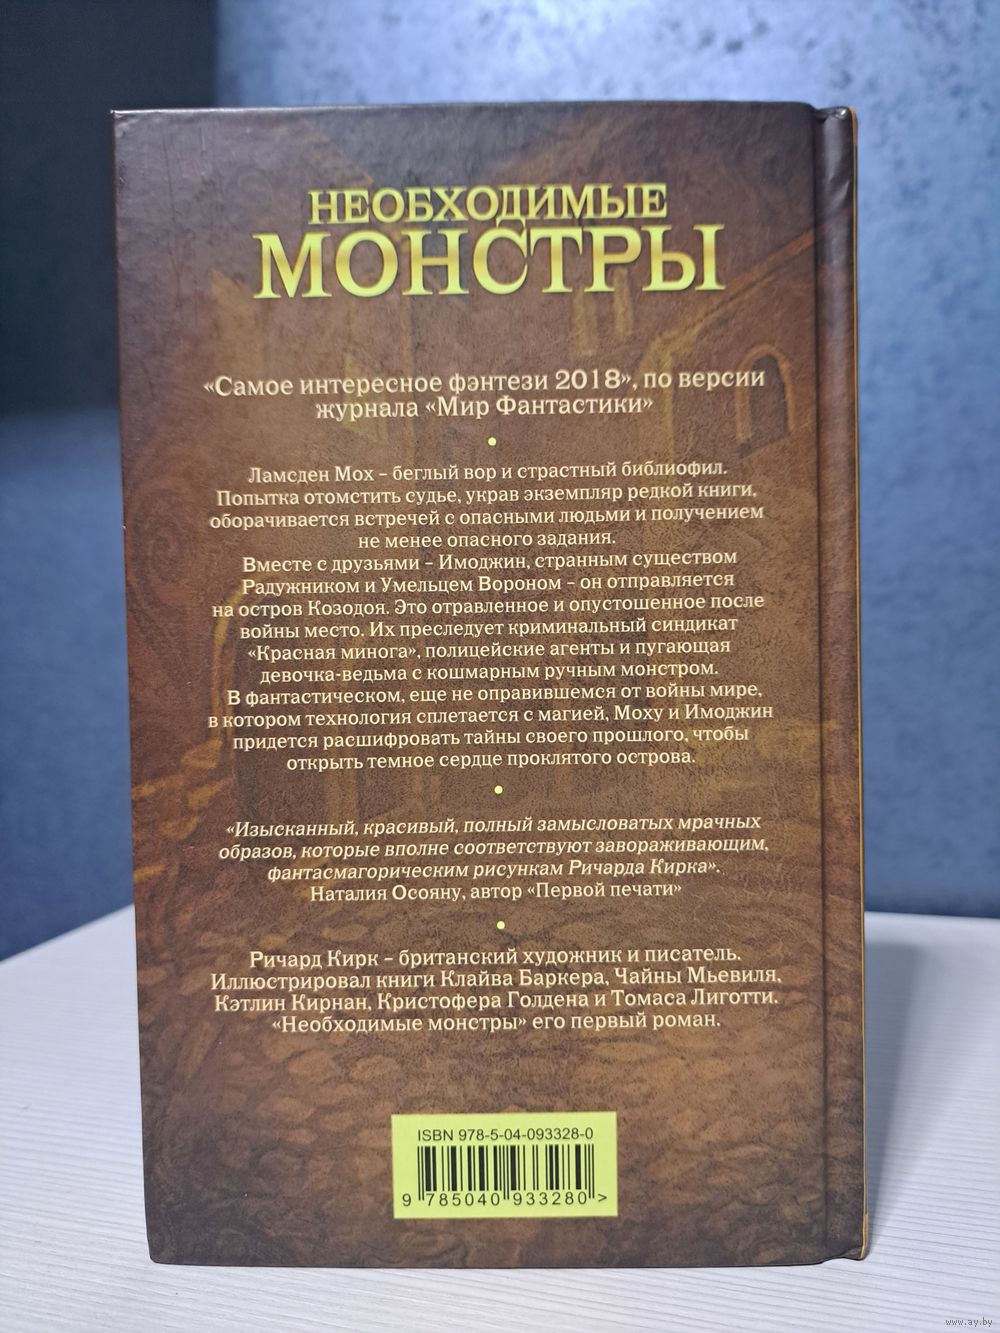 НЕОБХОДИМЫЕ
МОНСТРЫ
«Самое интересное фэнтези 2018», по версии
журнала «Мир Фантастики»
•
Ламсден Мох – беглый вор и страстный библиофил.
Попытка отомстить судье, украв экземпляр редкой книги,
оборачивается встречей с опасными людьми и получением
не менее опасного задания.
Вместе с друзьями – Имоджин, странным существом
Радужником и Умельцем Вороном – он отправляется
на остров Козодоя. Это отравленное и опустошенное после
войны место. Их преследует криминальный синдикат
«Красная минога», полицейские агенты и пугающая
девочка-ведьма с кошмарным ручным монстром.
В фантастическом, еще не оправившемся от войны мире,
в котором технология сплетается с магией, Моху и Имоджин
придется расшифровать тайны своего прошлого, чтобы
открыть темное сердце проклятого острова.
•
«Изысканный, красивый, полный замысловатых мрачных
образов, которые вполне соответствуют завораживающим,
фантасмагорическим рисункам Ричарда Кирка».
Наталия Осояну, автор «Первой печати»
•
Ричард Кирк – британский художник и писатель.
Иллюстрировал книги Клайва Баркера, Чайны Мьевиля,
Кэтлин Кирнан, Кристофера Голдена и Томаса Лиготти.
«Необходимые монстры» его первый роман.
ISBN 978-5-04-093328-0
9 785040 933280 >
www.ay.by